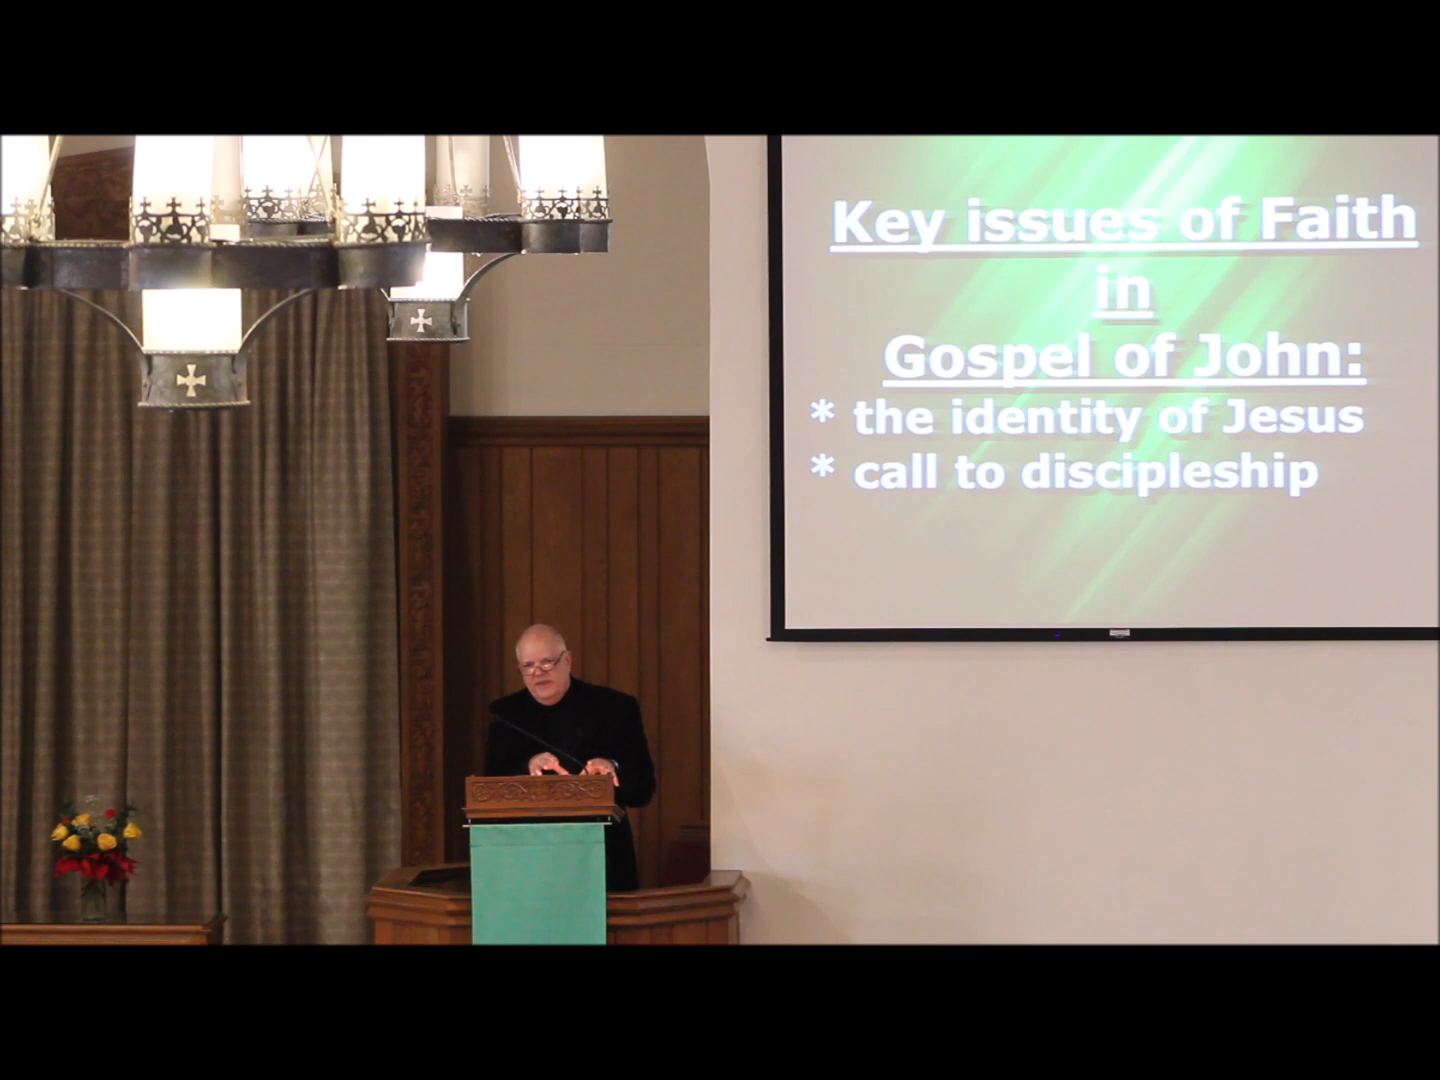 Key issues of Faith
in
Gospel of John:
* the identity of Jesus
* call to discipleship